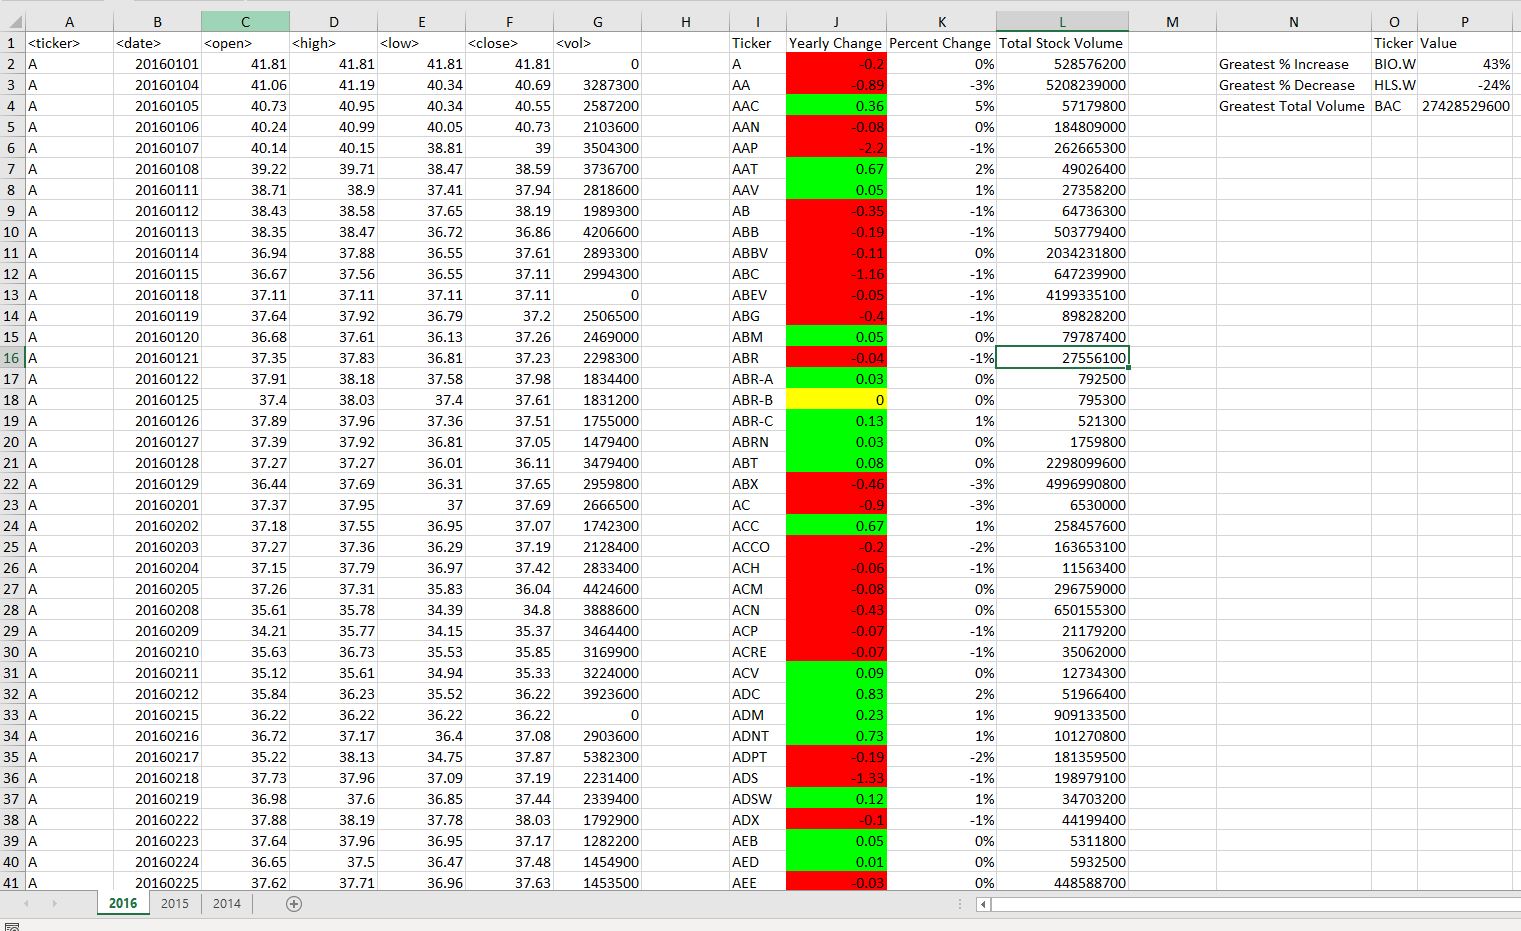 A B C D E F G H I J K L M N O P
1 <ticker> <date> <open> <high> <low> <close> <vol> Ticker Yearly Change Percent Change Total Stock Volume Ticker Value
2 A 20160101 41.81 41.81 41.81 41.81 0 A -0.2 0% 528576200 Greatest % Increase BIO.W 43%
3 A 20160104 41.06 41.19 40.34 40.69 3287300 AA -0.89 -3% 5208239000 Greatest % Decrease HLS.W -24%
4 A 20160105 40.73 40.95 40.34 40.55 2587200 AAC 0.36 5% 57179800 Greatest Total Volume BAC 27428529600
5 A 20160106 40.24 40.99 40.05 40.73 2103600 AAN -0.08 0% 184809000
6 A 20160107 40.14 40.15 38.81 39 3504300 AAP -2.2 -1% 262665300
7 A 20160108 39.22 39.71 38.47 38.59 3736700 AAT 0.67 2% 49026400
8 A 20160111 38.71 38.9 37.41 37.94 2818600 AAV 0.05 1% 27358200
9 A 20160112 38.43 38.58 37.65 38.19 1989300 AB -0.35 -1% 64736300
10 A 20160113 38.35 38.47 36.72 36.86 4206600 ABB -0.19 -1% 503779400
11 A 20160114 36.94 37.88 36.55 37.61 2893300 ABBV -0.11 0% 2034231800
12 A 20160115 36.67 37.56 36.55 37.11 2994300 ABC -1.16 -1% 647239900
13 A 20160118 37.11 37.11 37.11 37.11 0 ABEV -0.05 -1% 4199335100
14 A 20160119 37.64 37.92 36.79 37.2 2506500 ABG -0.4 -1% 89828200
15 A 20160120 36.68 37.61 36.13 37.26 2469000 ABM 0.05 0% 79787400
16 A 20160121 37.35 37.83 36.81 37.23 2298300 ABR -0.04 -1% 27556100
17 A 20160122 37.91 38.18 37.58 37.98 1834400 ABR-A 0.03 0% 792500
18 A 20160125 37.4 38.03 37.4 37.61 1831200 ABR-B 0 0% 795300
19 A 20160126 37.89 37.96 37.36 37.51 1755000 ABR-C 0.13 1% 521300
20 A 20160127 37.39 37.92 36.81 37.05 1479400 ABRN 0.03 0% 1759800
21 A 20160128 37.27 37.27 36.01 36.11 3479400 ABT 0.08 0% 2298099600
22 A 20160129 36.44 37.69 36.31 37.65 2959800 ABX -0.46 -3% 4996990800
23 A 20160201 37.37 37.95 37 37.69 2666500 AC -0.9 -3% 6530000
24 A 20160202 37.18 37.55 36.95 37.07 1742300 ACC 0.67 1% 258457600
25 A 20160203 37.27 37.36 36.29 37.19 2128400 ACCO -0.2 -2% 163653100
26 A 20160204 37.15 37.79 36.97 37.42 2833400 ACH -0.06 -1% 11563400
27 A 20160205 37.26 37.31 35.83 36.04 4424600 ACM -0.08 0% 296759000
28 A 20160208 35.61 35.78 34.39 34.8 3888600 ACN -0.43 0% 650155300
29 A 20160209 34.21 35.77 34.15 35.37 3464400 ACP -0.07 -1% 21179200
30 A 20160210 35.63 36.73 35.53 35.85 3169900 ACRE -0.07 -1% 35062000
31 A 20160211 35.12 35.61 34.94 35.33 3224000 ACV 0.09 0% 12734300
32 A 20160212 35.84 36.23 35.52 36.22 3923600 ADC 0.83 2% 51966400
33 A 20160215 36.22 36.22 36.22 36.22 0 ADM 0.23 1% 909133500
34 A 20160216 36.72 37.17 36.4 37.08 2903600 ADNT 0.73 1% 101270800
35 A 20160217 35.22 38.13 34.75 37.87 5382300 ADPT -0.19 -2% 181359500
36 A 20160218 37.73 37.96 37.09 37.19 2231400 ADS -1.33 -1% 198979100
37 A 20160219 36.98 37.6 36.85 37.44 2339400 ADSW 0.12 1% 34703200
38 A 20160222 37.88 38.19 37.78 38.03 1792900 ADX -0.1 -1% 44199400
39 A 20160223 37.64 37.96 36.95 37.17 1282200 AEB 0.05 0% 5311800
40 A 20160224 36.65 37.5 36.47 37.48 1454900 AED 0.01 0% 5932500
41 A 20160225 37.62 37.71 36.96 37.63 1453500 AEE -0.03 0% 448588700
2016 2015 2014